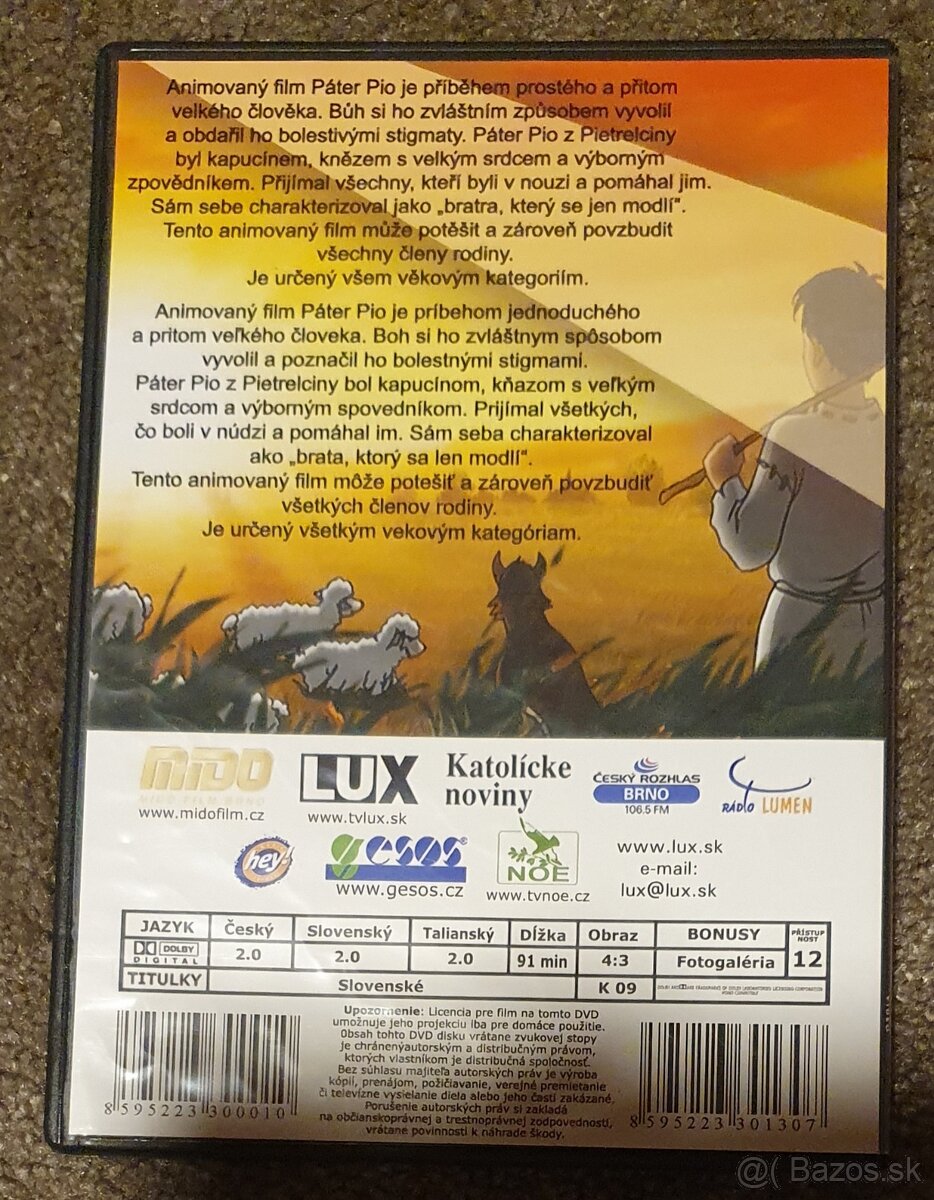 Animovaný film Páter Pio je příběhem prostého a přitom
velkého člověka. Bůh si ho zvláštním způsobem vyvolil
a obdařil ho bolestivými stigmaty. Páter Pio z Pietrelciny
byl kapucínem, knězem s velkým srdcem a výborným
zpovědníkem. Přijímal všechny, kteří byli v nouzi a pomáhal jim.
Sám sebe charakterizoval jako „bratra, který se jen modlí“.
Tento animovaný film může potěšit a zároveň povzbudit
všechny členy rodiny.
Je určený všem věkovým kategoriím.
Animovaný film Páter Pio je príbehom jednoduchého
a pritom veľkého človeka. Boh si ho zvláštnym spôsobom
vyvolil a poznačil ho bolestnými stigmami.
Páter Pio z Pietrelciny bol kapucínom, kňazom s veľkým
srdcom a výborným spovedníkom. Prijímal všetkých,
čo boli v núdzi a pomáhal im. Sám seba charakterizoval
ako „brata, ktorý sa len modlí“.
Tento animovaný film môže potešiť a zároveň povzbudiť
všetkých členov rodiny.
Je určený všetkým vekovým kategóriam.
MiDO
www.midofilm.cz
LUX
www.tvlux.sk
Katolícke
noviny
ČESKÝ ROZHLAS
BRNO
106.5 FM
RÁDIO LUMEN
hey!
gesos
www.gesos.cz
NOE
www.tvnoe.cz
www.lux.sk
e-mail:
lux@lux.sk
JAZYK Český Slovenský Talianský Dĺžka Obraz BONUSY PŘÍSTUPNOST
DOLBY DIGITAL 2.0 2.0 2.0 91 min 4:3 Fotogaléria 12
TITULKY Slovenské K 09
Upozornenie: Licencia pre film na tomto DVD
umožnuje jeho projekciu iba pre domáce použitie.
Obsah tohto DVD disku vrátane zvukovej stopy
je chránenýautorským a distribučným právom,
ktorých vlastníkom je distribučná spoločnosť.
Bez súhlasu majiteľa autorských práv je výroba
kópií, prenájom, požičiavanie, verejné premietanie
či televízne vysielanie diela alebo jeho častí zakázané.
Porušenie autorských práv si zakladá
na občianskoprávnej a trestnoprávnej zodpovednosti,
vrátane povinnosti k náhrade škody.
8 595223 300010
8 595223 301307
@( Bazos.sk